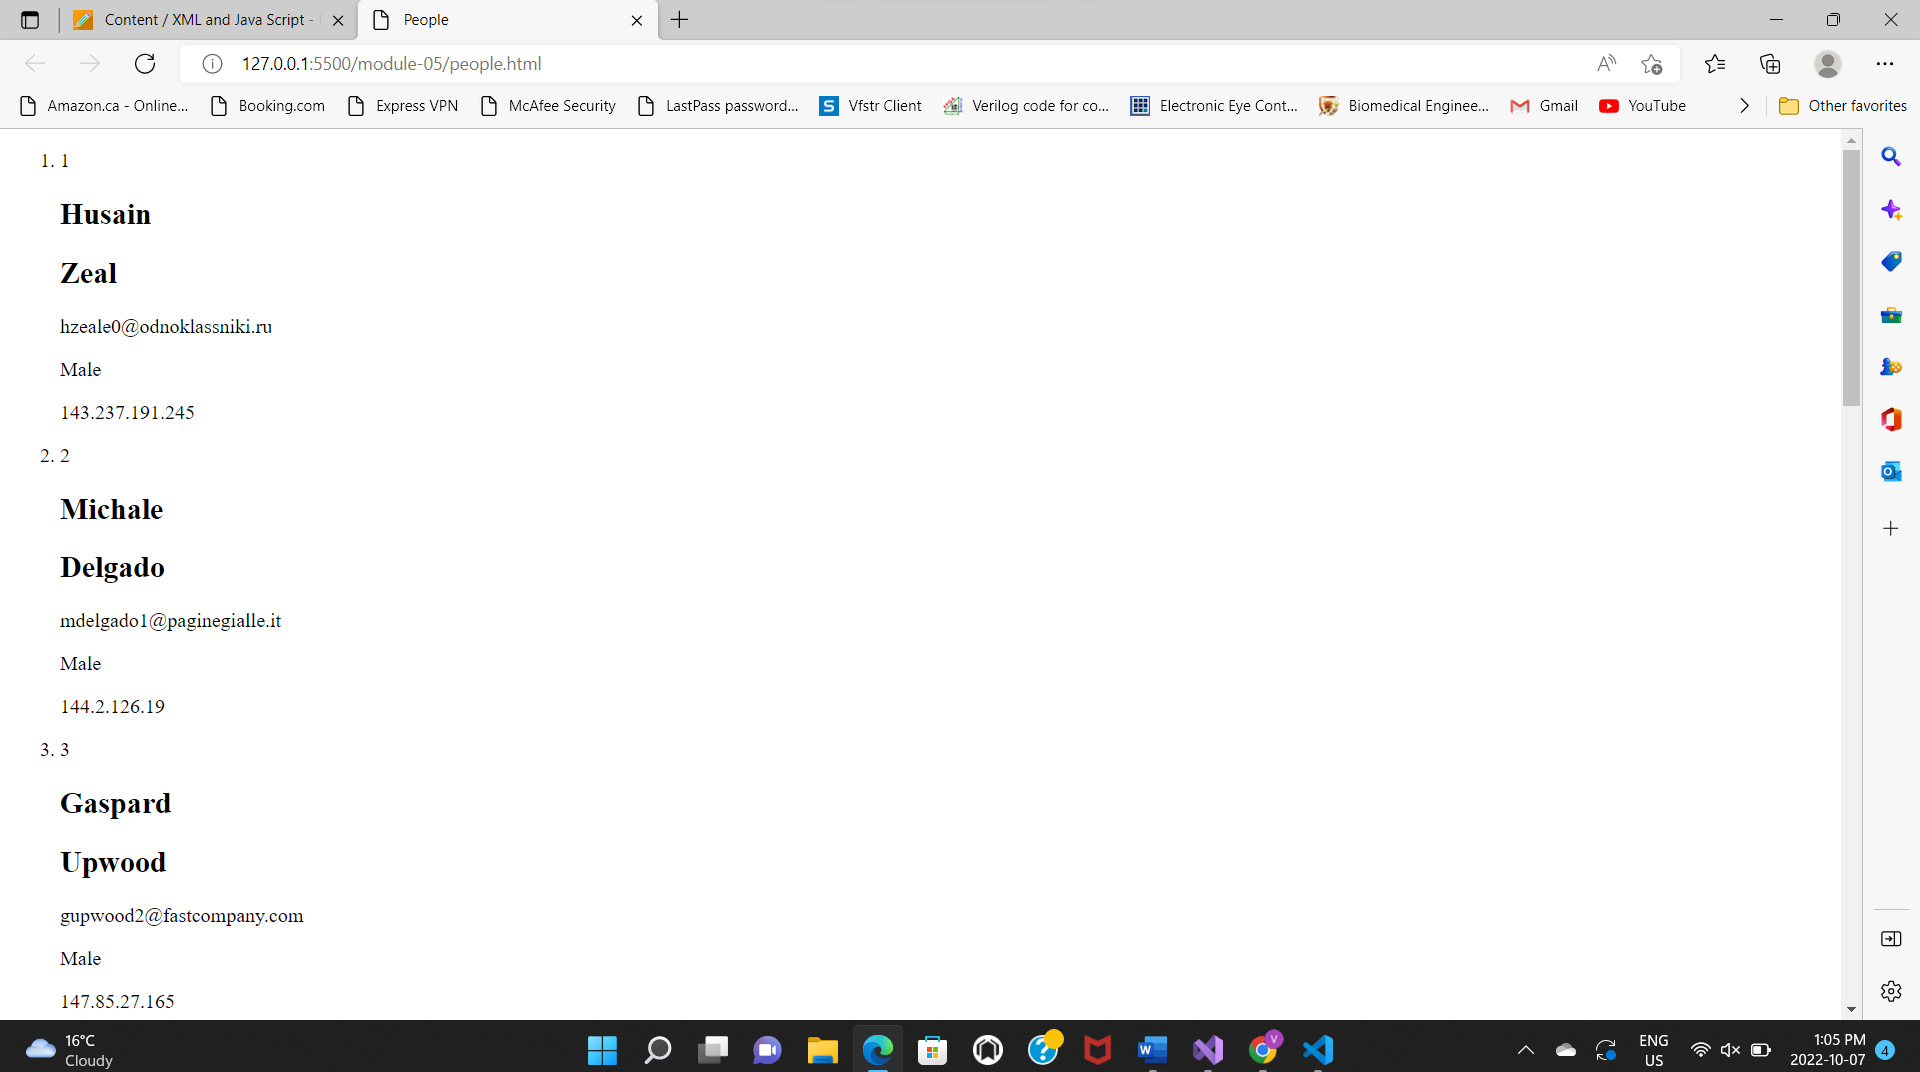 Content / XML and Java Script -
People
127.0.0.1:5500/module-05/people.html
Amazon.ca - Online...
Booking.com
Express VPN
McAfee Security
LastPass password...
Vfstr Client
Verilog code for co...
Electronic Eye Cont...
Biomedical Enginee...
Gmail
YouTube
Other favorites
1. 1
Husain
Zeal
hzeale0@odnoklassniki.ru
Male
143.237.191.245
2. 2
Michale
Delgado
mdelgado1@paginegialle.it
Male
144.2.126.19
3. 3
Gaspard
Upwood
gupwood2@fastcompany.com
Male
147.85.27.165
16°C
Cloudy
ENG
US
1:05 PM
2022-10-07
4